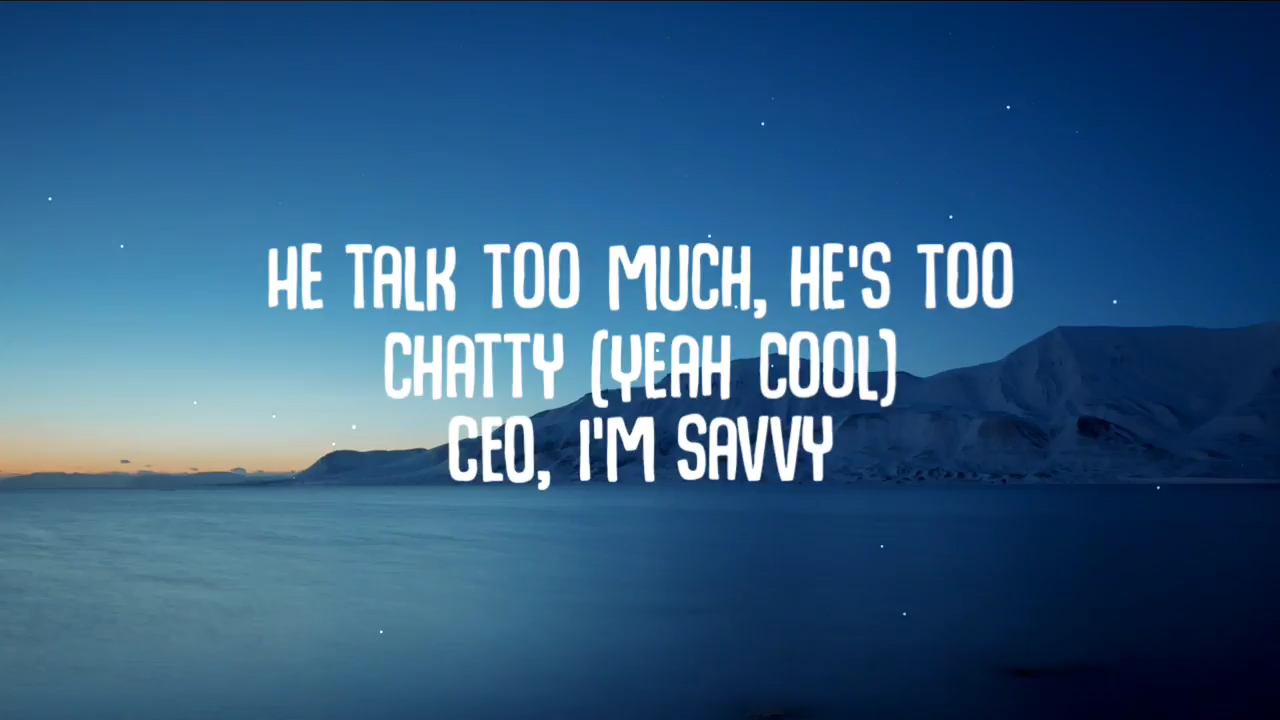 HE TALK TOO MUCH, HE'S TOO
CHATTY (YEAH COOL)
CEO, I'M SAVVY